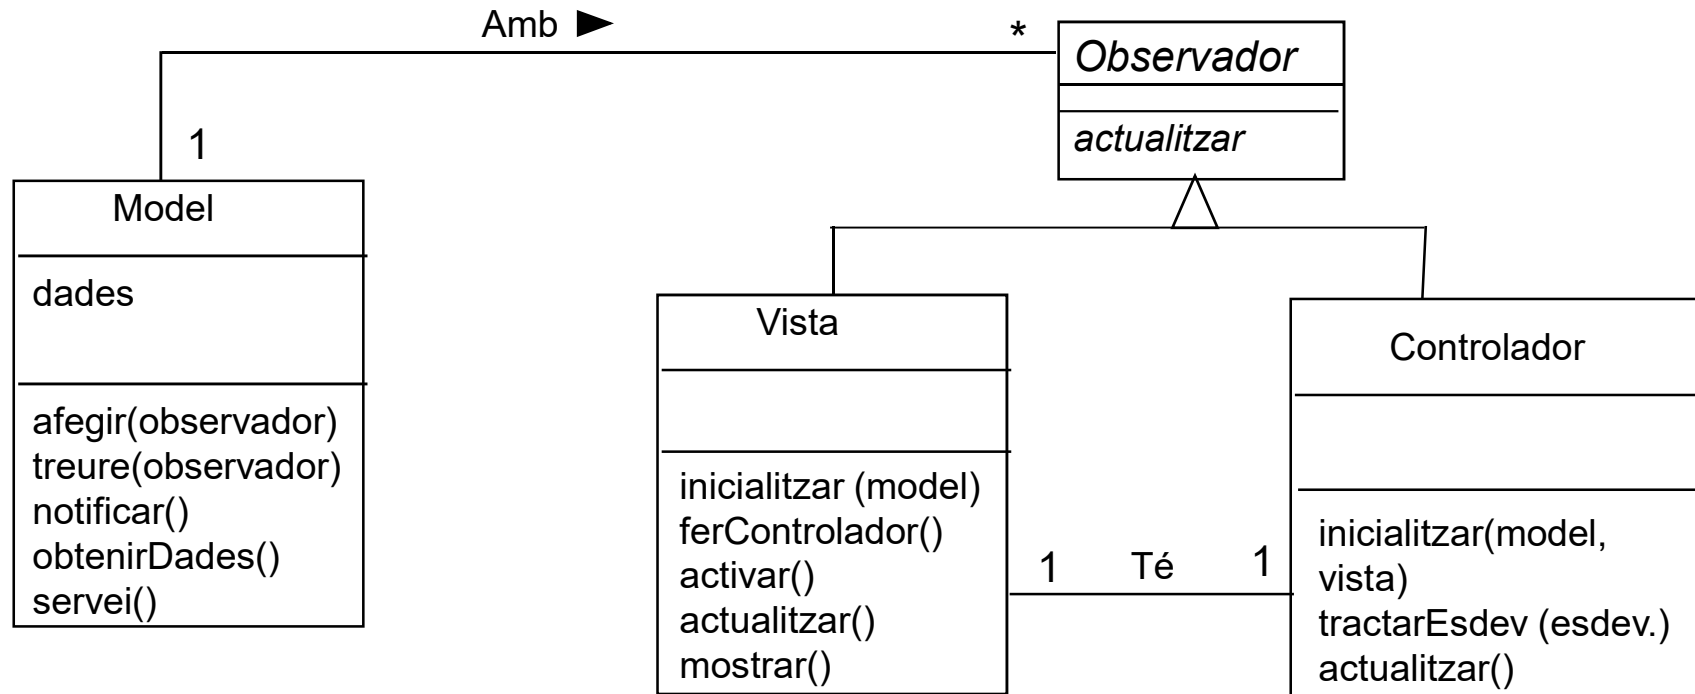 Amb ►
*
Observador
actualitzar
1
Model
dades
afegir(observador)
treure(observador)
notificar()
obtenirDades()
servei()
Vista
inicialitzar (model)
ferControlador()
activar()
actualitzar()
mostrar()
1 Té 1
Controlador
inicialitzar(model,
vista)
tractarEsdev (esdev.)
actualitzar()